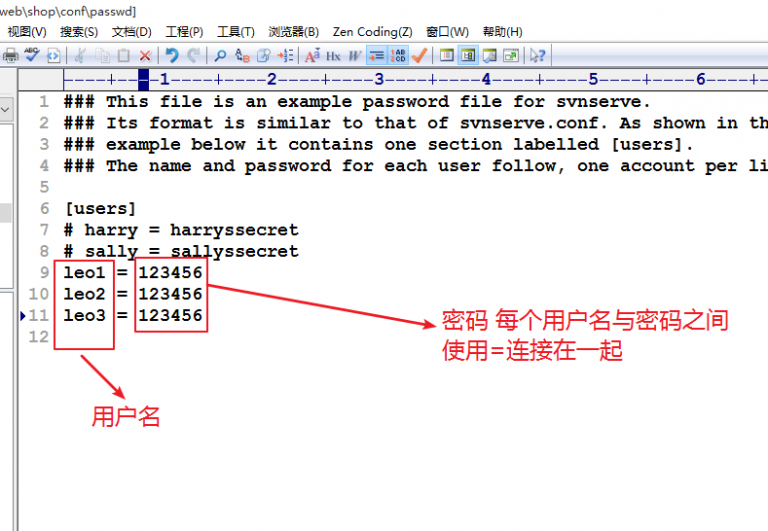 web\shop\conf\passwd]
视图(V) 搜索(S) 文档(D) 工程(P) 工具(T) 浏览器(B) Zen Coding(Z) 窗口(W) 帮助(H)
----+----1----+----2----+----3----+----4----+----5----+----6----+-
1 ### This file is an example password file for svnserve.
2 ### Its format is similar to that of svnserve.conf. As shown in th
3 ### example below it contains one section labelled [users].
4 ### The name and password for each user follow, one account per li
5
6 [users]
7 # harry = harryssecret
8 # sally = sallyssecret
9 leo1 = 123456
10 leo2 = 123456
11 leo3 = 123456
12
密码 每个用户名与密码之间
使用=连接在一起
用户名